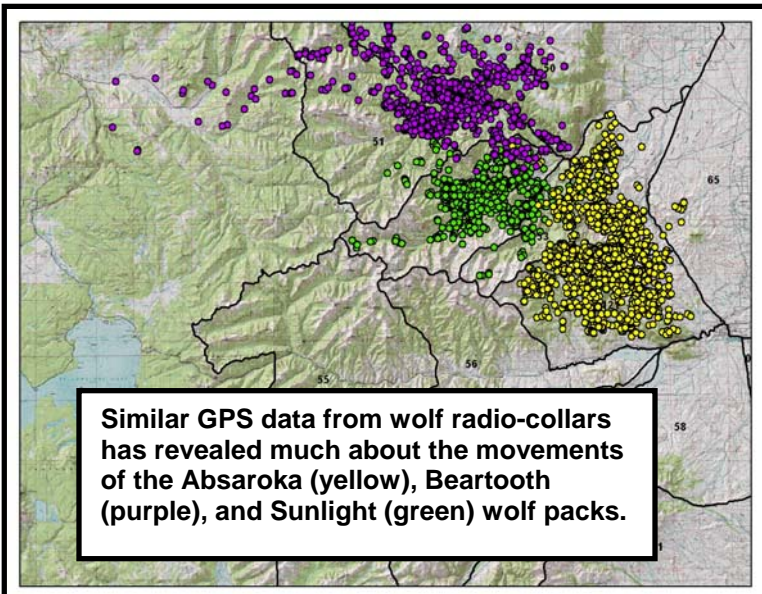 50
51
65
56
55
58
Similar GPS data from wolf radio-collars
has revealed much about the movements
of the Absaroka (yellow), Beartooth
(purple), and Sunlight (green) wolf packs.